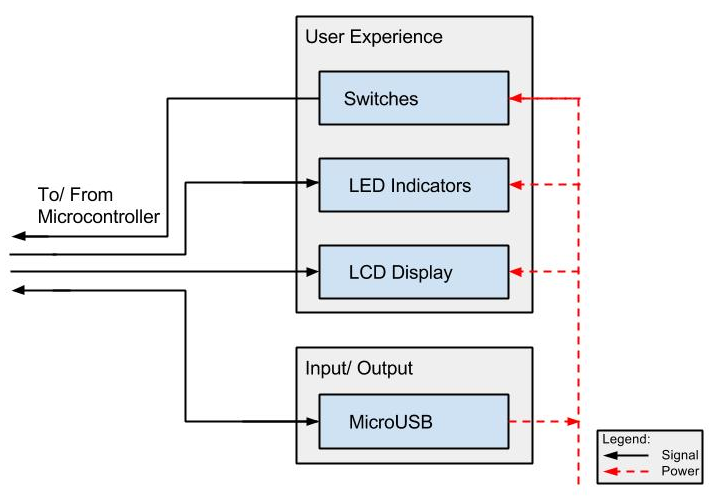 User Experience
Switches
LED Indicators
To/ From
Microcontroller
LCD Display
Input/ Output
MicroUSB
Legend:
Signal
Power